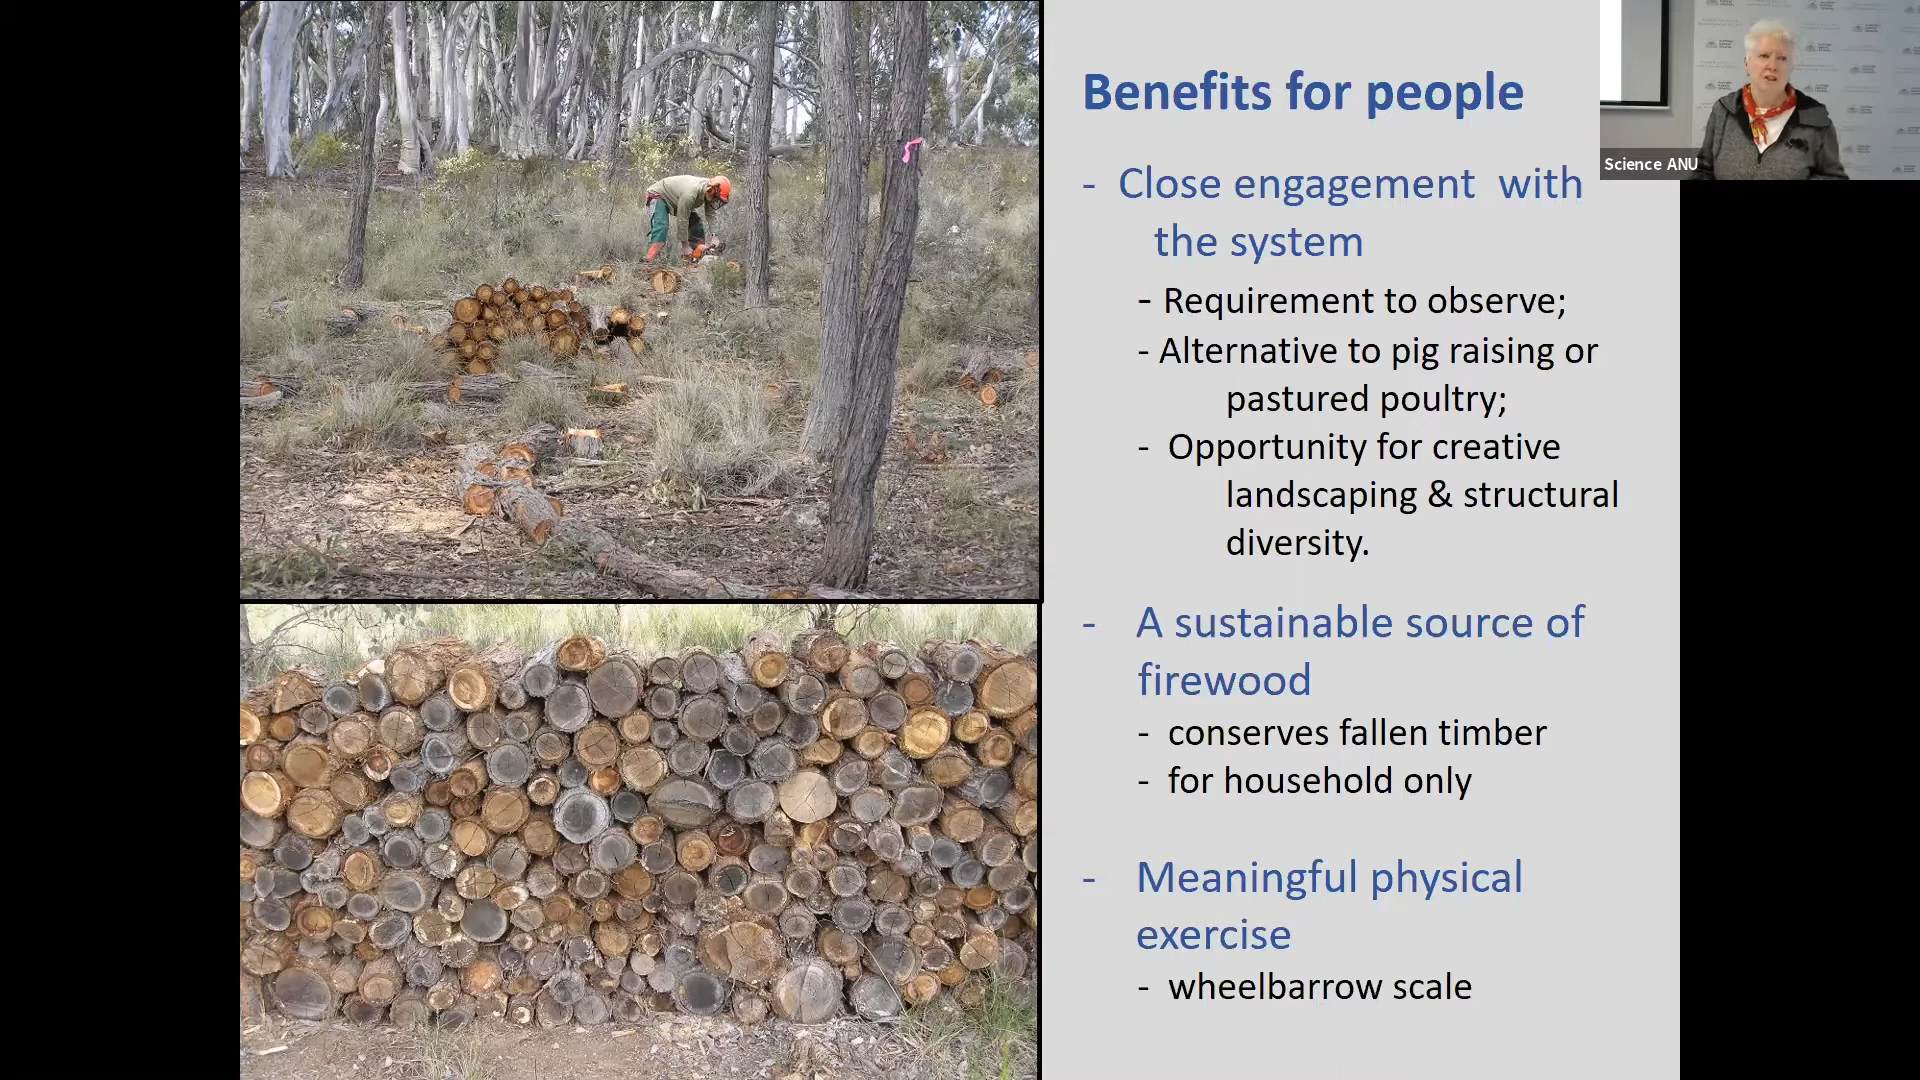 Benefits for people
- Close engagement with
the system
- Requirement to observe;
- Alternative to pig raising or
pastured poultry;
- Opportunity for creative
landscaping & structural
diversity.
- A sustainable source of
firewood
- conserves fallen timber
- for household only
- Meaningful physical
exercise
- wheelbarrow scale
Science ANU